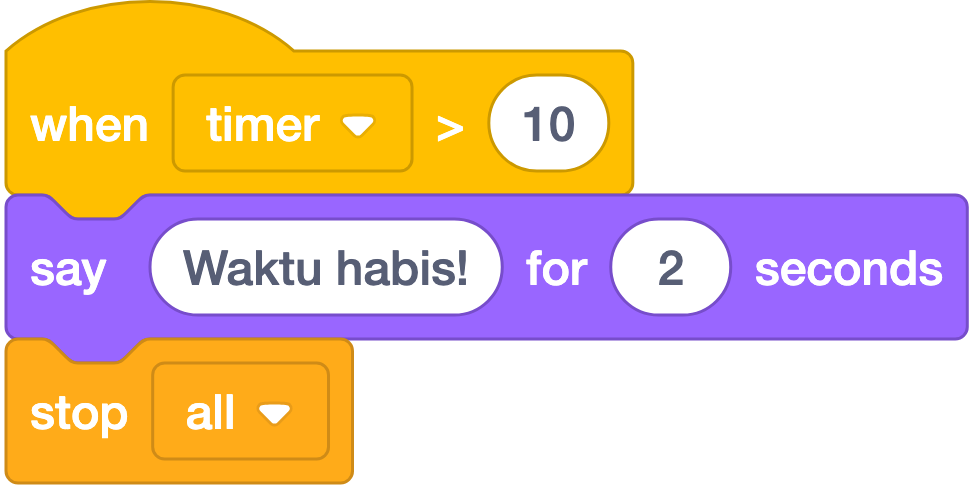 when timer > 10
say Waktu habis! for 2 seconds
stop all